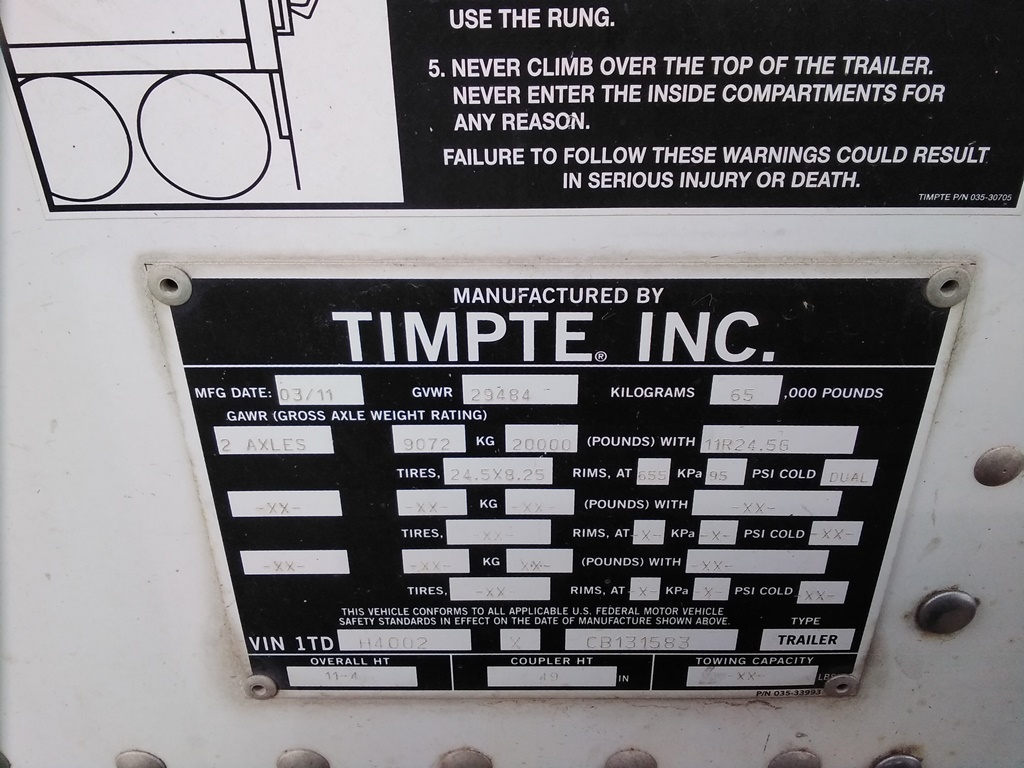 USE THE RUNG.
5. NEVER CLIMB OVER THE TOP OF THE TRAILER.
NEVER ENTER THE INSIDE COMPARTMENTS FOR
ANY REASON.
FAILURE TO FOLLOW THESE WARNINGS COULD RESULT
IN SERIOUS INJURY OR DEATH.
TIMPTE P/N 035-30705
MANUFACTURED BY
TIMPTE® INC.
MFG DATE: 03/11 GVWR 29484 KILOGRAMS 65 ,000 POUNDS
GAWR (GROSS AXLE WEIGHT RATING)
2 AXLES 9072 KG 20000 (POUNDS) WITH 11R24.5G
TIRES, 24.5X8.25 RIMS, AT 655 KPa 95 PSI COLD DUAL
-XX- -XX- KG -XX- (POUNDS) WITH -XX-
TIRES, -XX- RIMS, AT -X- KPa -X- PSI COLD -XX-
-XX- -XX- KG XX- (POUNDS) WITH -XX-
TIRES, -XX RIMS, AT -X- KPa X- PSI COLD -XX-
THIS VEHICLE CONFORMS TO ALL APPLICABLE U.S. FEDERAL MOTOR VEHICLE
SAFETY STANDARDS IN EFFECT ON THE DATE OF MANUFACTURE SHOWN ABOVE. TYPE
VIN 1TD H4002 X CB131583 TRAILER
OVERALL HT COUPLER HT TOWING CAPACITY
11-4 49 IN -XX- LBS
P/N 035-33993